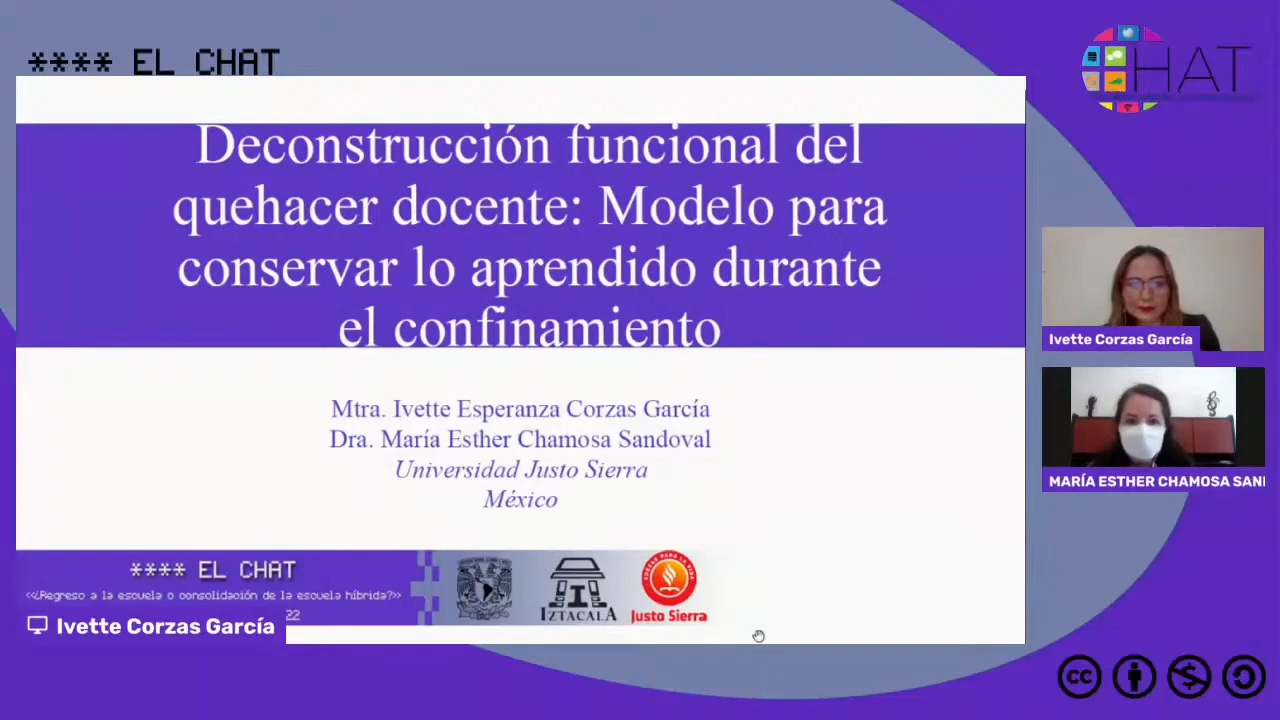 **** EL CHAT
HAT
Deconstrucción funcional del
quehacer docente: Modelo para
conservar lo aprendido durante
el confinamiento
Mtra. Ivette Esperanza Corzas García
Dra. María Esther Chamosa Sandoval
Universidad Justo Sierra
México
**** EL CHAT
<<¿Regreso a la escuela o consolidación de la escuela híbrida?>>
22
IZTACALA
Justo Sierra
Ivette Corzas García
Ivette Corzas García
MARÍA ESTHER CHAMOSA SAN
cc